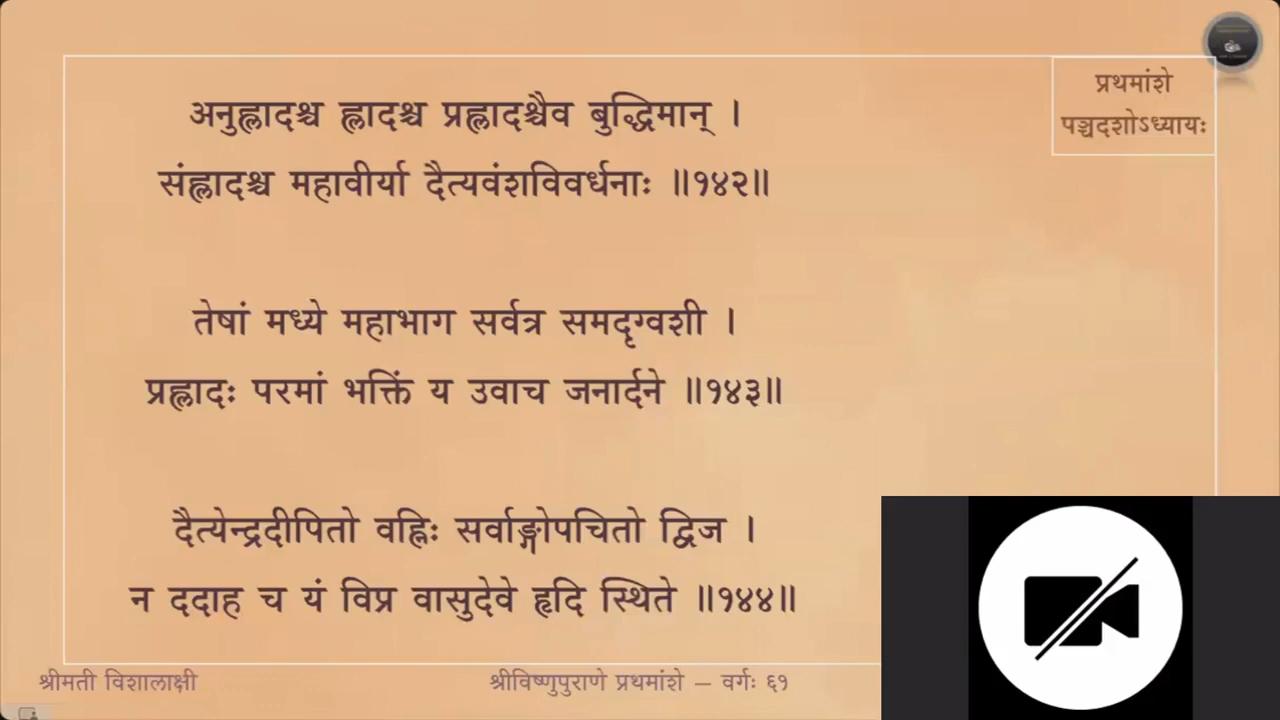 प्रथमांशे
पञ्चदशोऽध्यायः
अनुह्लादश्च ह्लादश्च प्रह्लादश्चैव बुद्धिमान् ।
संह्लादश्च महावीर्या दैत्यवंशविवर्धनाः ॥१४२॥
तेषां मध्ये महाभाग सर्वत्र समदृग्वशी ।
प्रह्लादः परमां भक्तिं य उवाच जनार्दने ॥१४३॥
दैत्येन्द्रदीपितो वह्निः सर्वाङ्गोपचितो द्विज ।
न ददाह च यं विप्र वासुदेवे हृदि स्थिते ॥१४४॥
श्रीमती विशालाक्षी
श्रीविष्णुपुराणे प्रथमांशे – वर्गः ६१